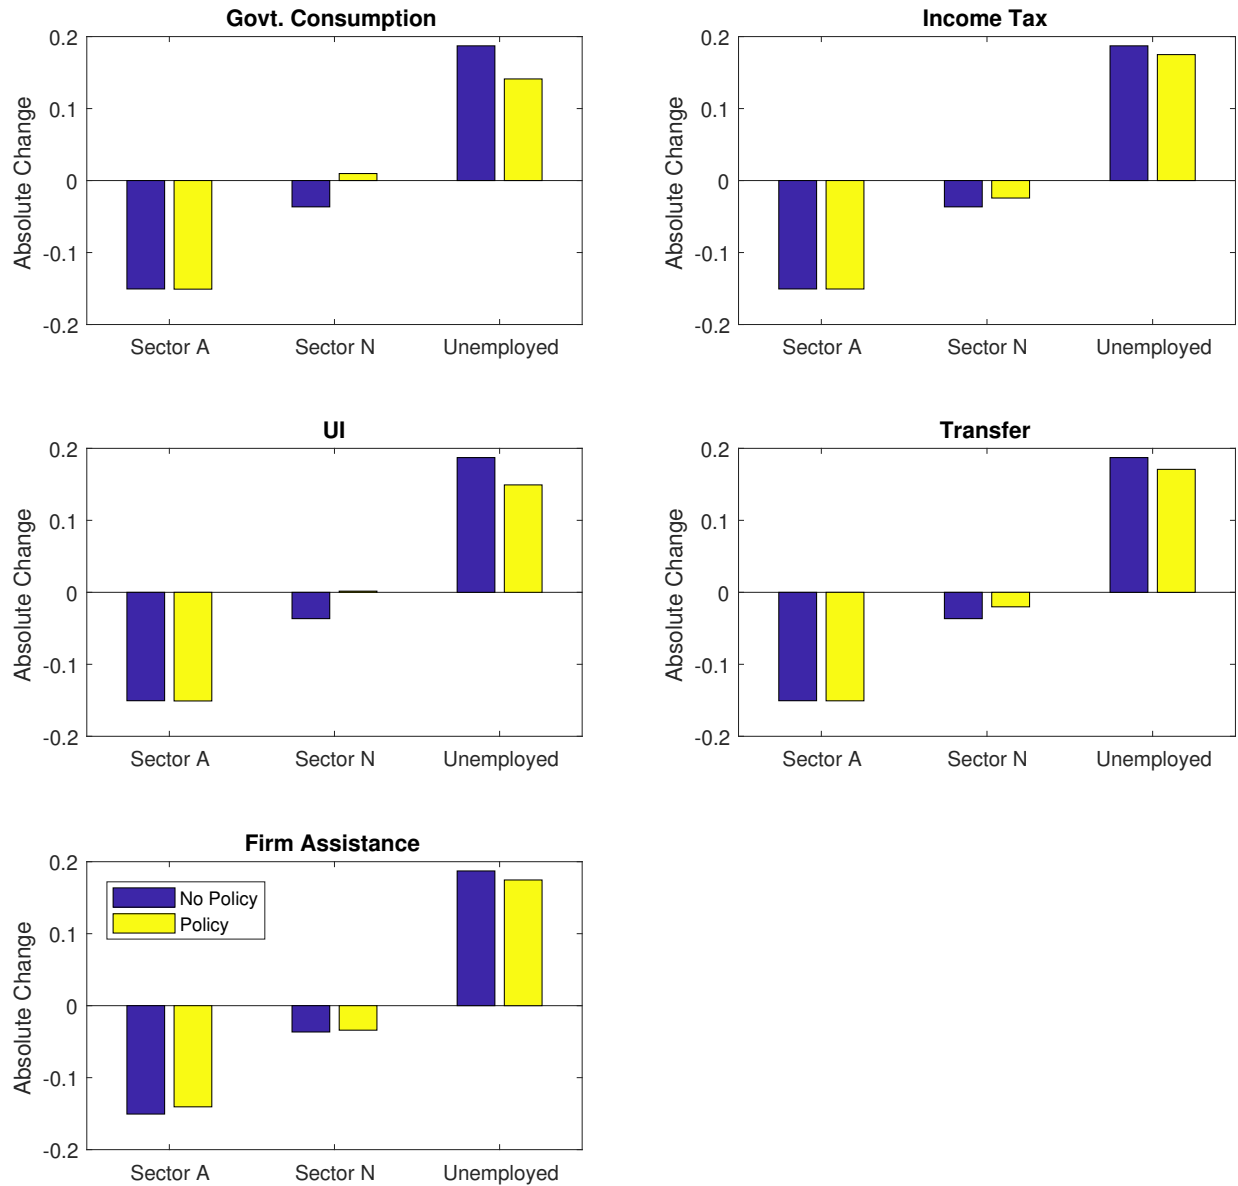 Govt. Consumption
Absolute Change
0.2
0.1
0
-0.1
-0.2
Sector A Sector N Unemployed
Income Tax
Absolute Change
0.2
0.1
0
-0.1
-0.2
Sector A Sector N Unemployed
UI
Absolute Change
0.2
0.1
0
-0.1
-0.2
Sector A Sector N Unemployed
Transfer
Absolute Change
0.2
0.1
0
-0.1
-0.2
Sector A Sector N Unemployed
Firm Assistance
Absolute Change
0.2
0.1
0
-0.1
-0.2
No Policy
Policy
Sector A Sector N Unemployed